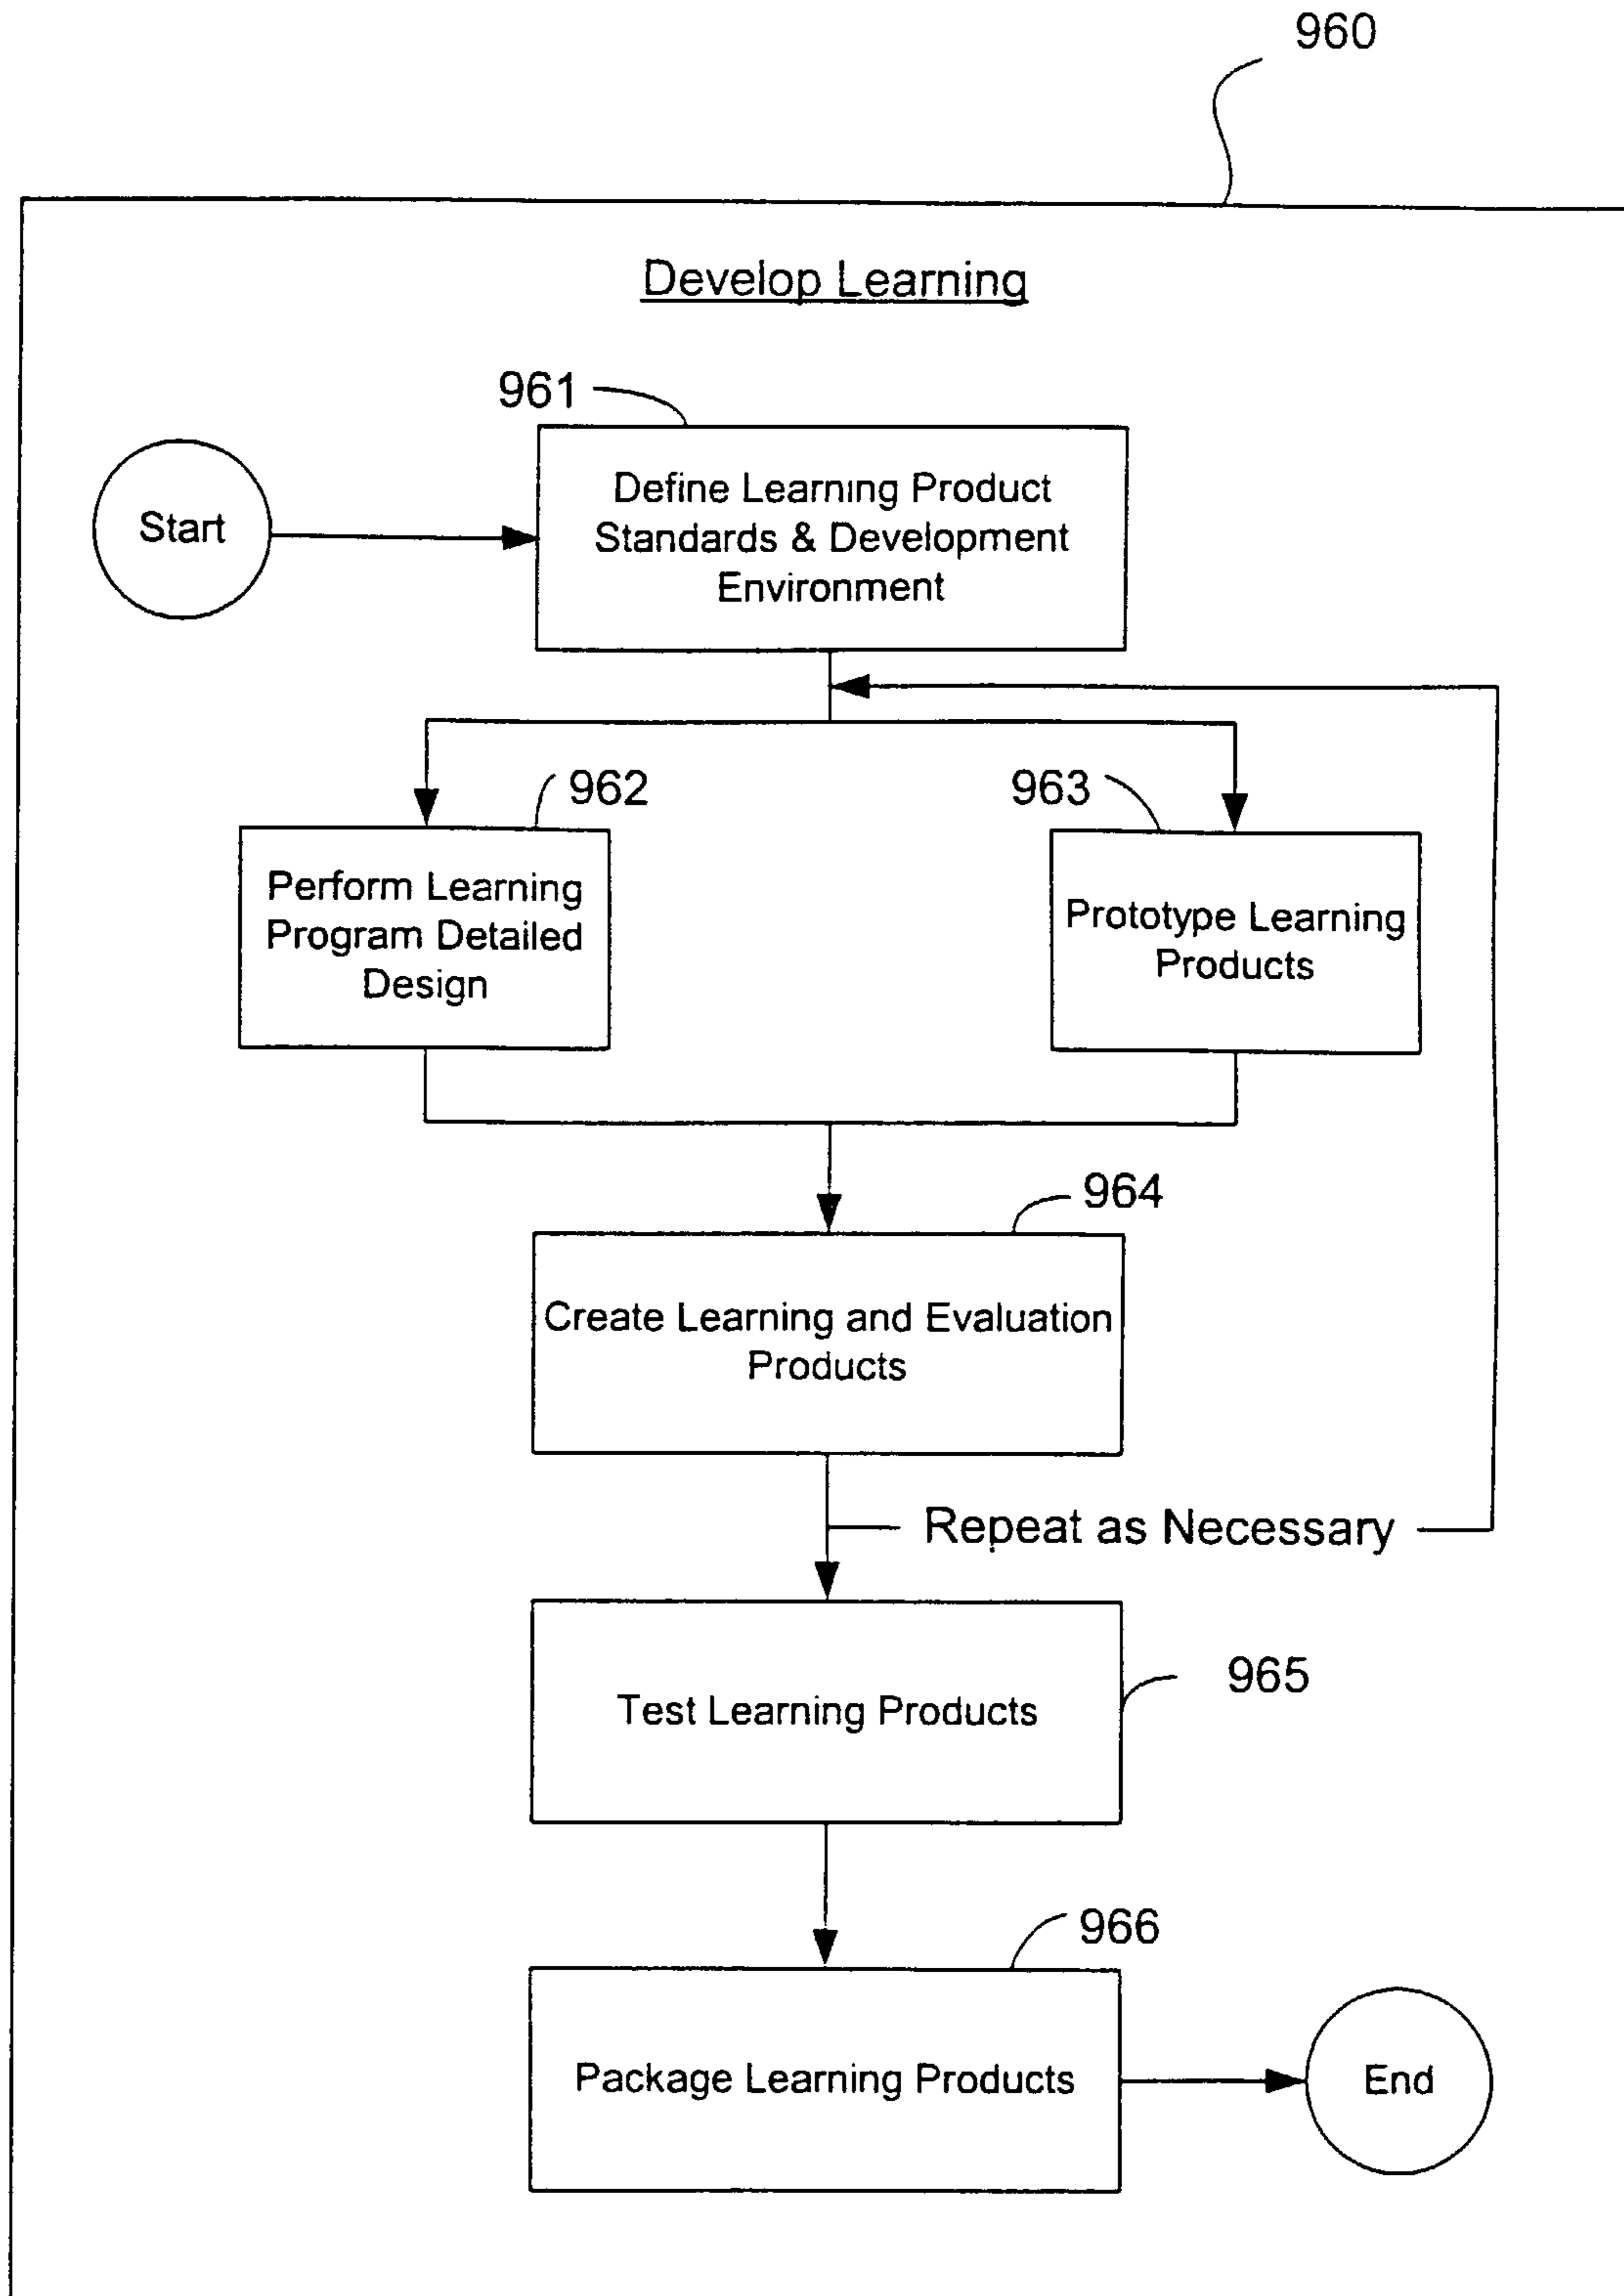 960
Develop Learning
961
Start
Define Learning Product
Standards & Development
Environment
962
963
Perform Learning
Program Detailed
Design
Prototype Learning
Products
964
Create Learning and Evaluation
Products
Repeat as Necessary
965
Test Learning Products
966
Package Learning Products
End